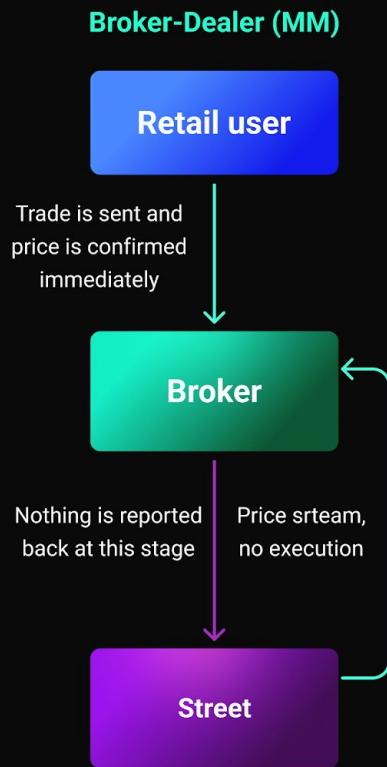 Broker-Dealer (MM)
Retail user
Trade is sent and
price is confirmed
immediately
Broker
Nothing is reported
back at this stage
Price srteam,
no execution
Street